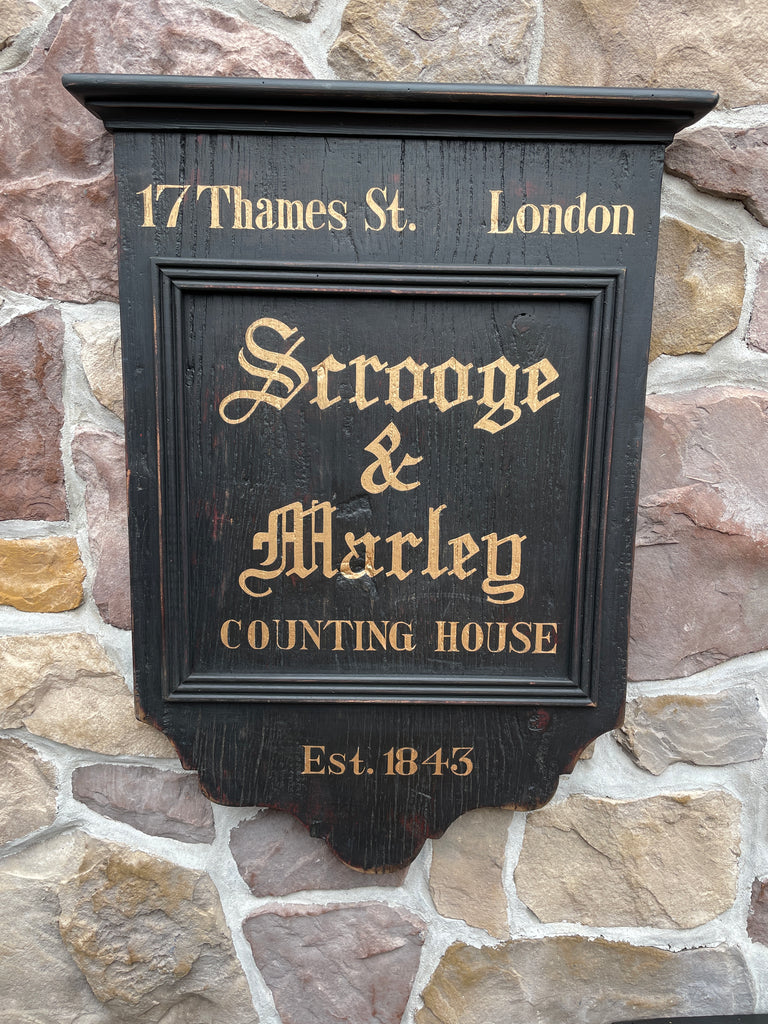 17 Thames St. London
Scrooge
&
Marley
COUNTING HOUSE
Est. 1843